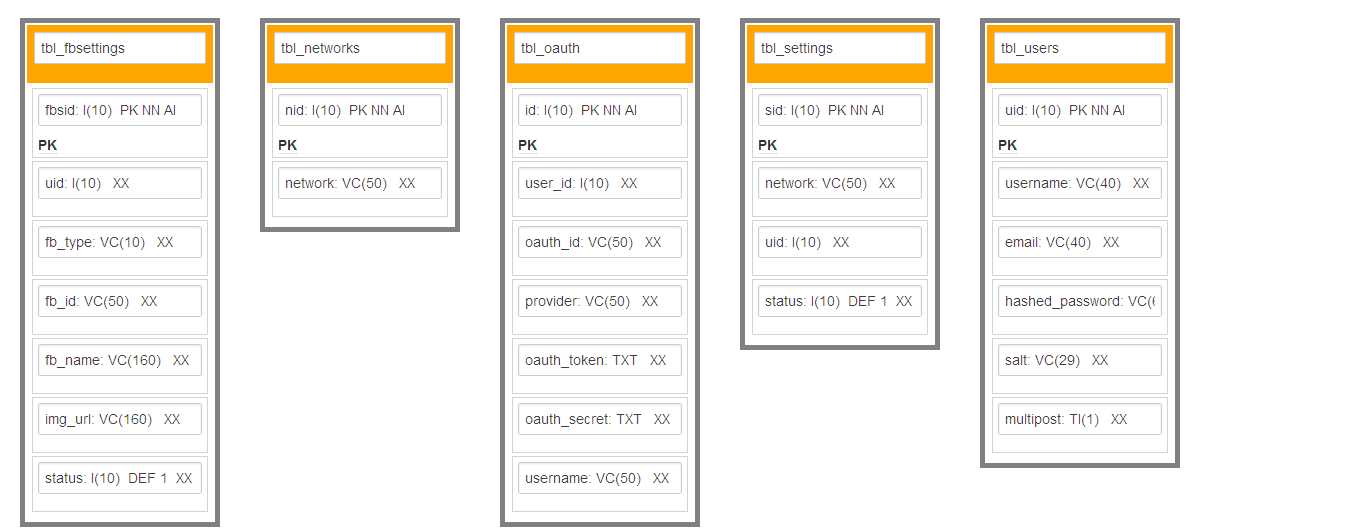 tbl_fbsettings
fbsid: I(10) PK NN AI
PK
uid: I(10) XX
fb_type: VC(10) XX
fb_id: VC(50) XX
fb_name: VC(160) XX
img_url: VC(160) XX
status: I(10) DEF 1 XX
tbl_networks
nid: I(10) PK NN AI
PK
network: VC(50) XX
tbl_oauth
id: I(10) PK NN AI
PK
user_id: I(10) XX
oauth_id: VC(50) XX
provider: VC(50) XX
oauth_token: TXT XX
oauth_secret: TXT XX
username: VC(50) XX
tbl_settings
sid: I(10) PK NN AI
PK
network: VC(50) XX
uid: I(10) XX
status: I(10) DEF 1 XX
tbl_users
uid: I(10) PK NN AI
PK
username: VC(40) XX
email: VC(40) XX
hashed_password: VC(
salt: VC(29) XX
multipost: TI(1) XX